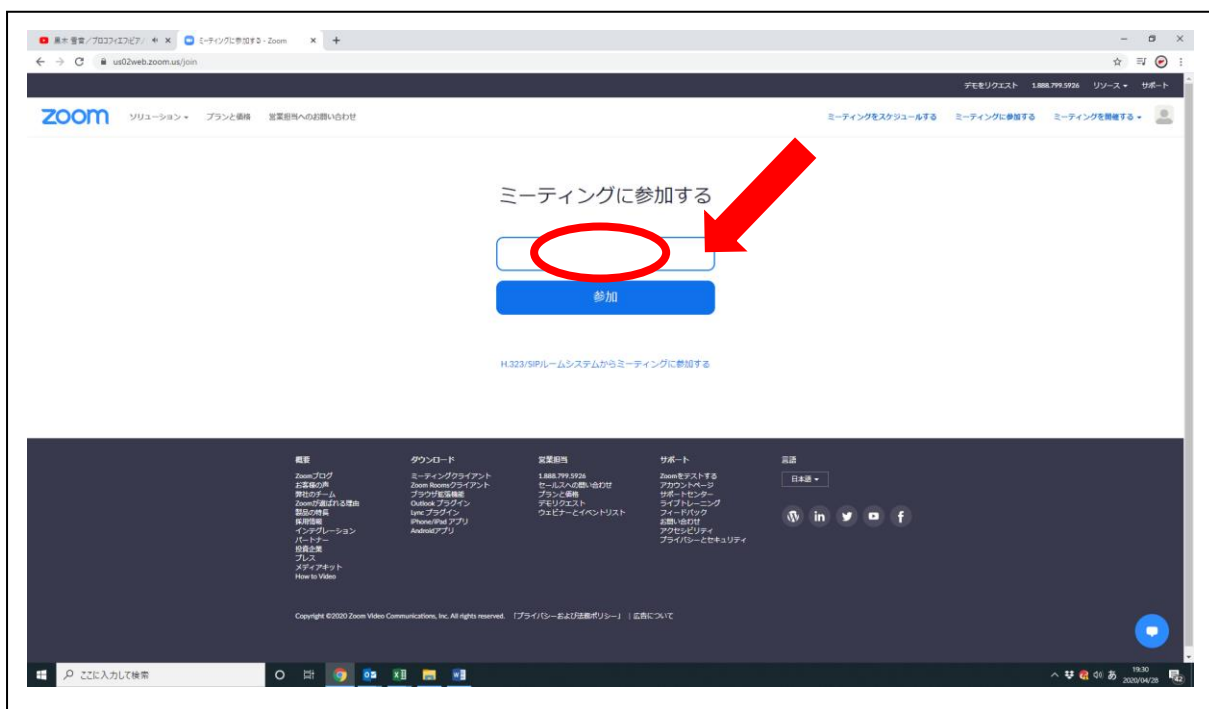 ミーティングに参加する - Zoom
us02web.zoom.us/join
デモをリクエスト 1.888.799.5926 リソース サポート
zoom ソリューション プランと価格 営業担当へのお問い合わせ ミーティングをスケジュールする ミーティングに参加する ミーティングを開催する
ミーティングに参加する
参加
H.323/SIPルームシステムからミーティングに参加する
概要
Zoomブログ
お客様の声
弊社のチーム
Zoomが選ばれる理由
製品の特長
採用情報
インテグレーション
パートナー
投資企業
プレス
メディアキット
How to Video
ダウンロード
ミーティングクライアント
Zoom Roomsクライアント
ブラウザ拡張機能
Outlook プラグイン
Lync プラグイン
iPhone/iPad アプリ
Androidアプリ
営業担当
1.888.799.5926
セールスへの問い合わせ
プランと価格
デモリクエスト
ウェビナーとイベントリスト
サポート
Zoomをテストする
アカウントページ
サポートセンター
ライブトレーニング
フィードバック
お問い合わせ
アクセシビリティ
プライバシーとセキュリティ
言語
日本語
in f
Copyright ©2020 Zoom Video Communications, Inc. All rights reserved. 「プライバシーおよび法務ポリシー」 | 広告について
ここに入力して検索
あ
19:30
2020/04/28
42